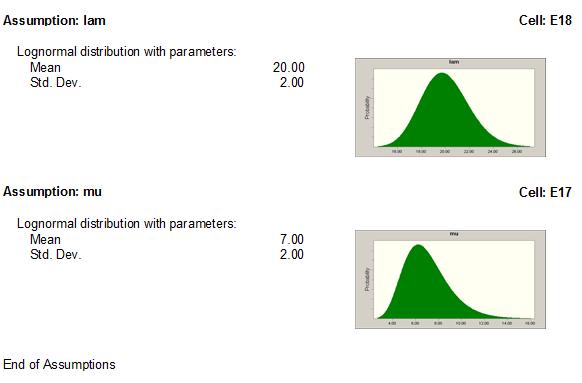 Assumption: lam Cell: E18
Lognormal distribution with parameters:
Mean 20.00
Std. Dev. 2.00
lam
Probability
16.00 18.00 20.00 22.00 24.00 26.00
Assumption: mu Cell: E17
Lognormal distribution with parameters:
Mean 7.00
Std. Dev. 2.00
mu
Probability
4.00 6.00 8.00 10.00 12.00 14.00 16.00
End of Assumptions